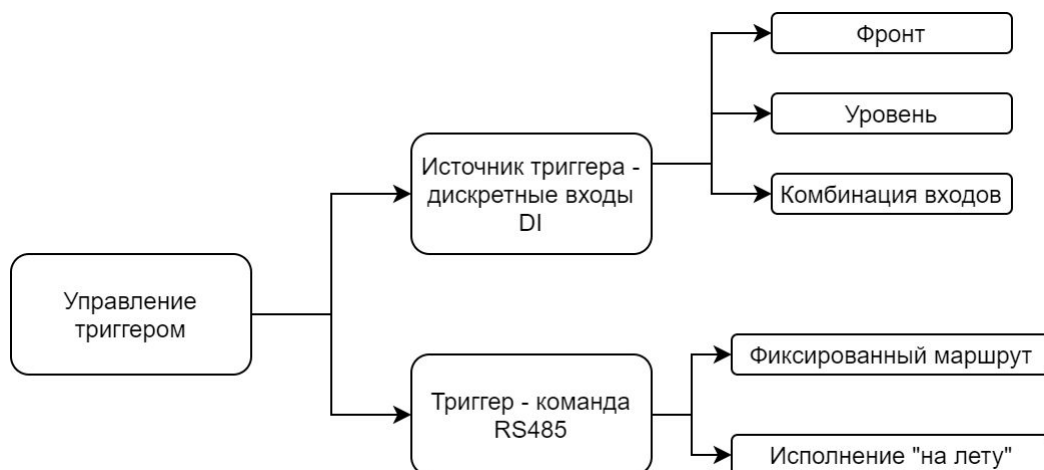 Фронт
Уровень
Источник триггера -
дискретные входы
DI
Комбинация входов
Управление
триггером
Фиксированный маршрут
Триггер - команда
RS485
Исполнение "на лету"